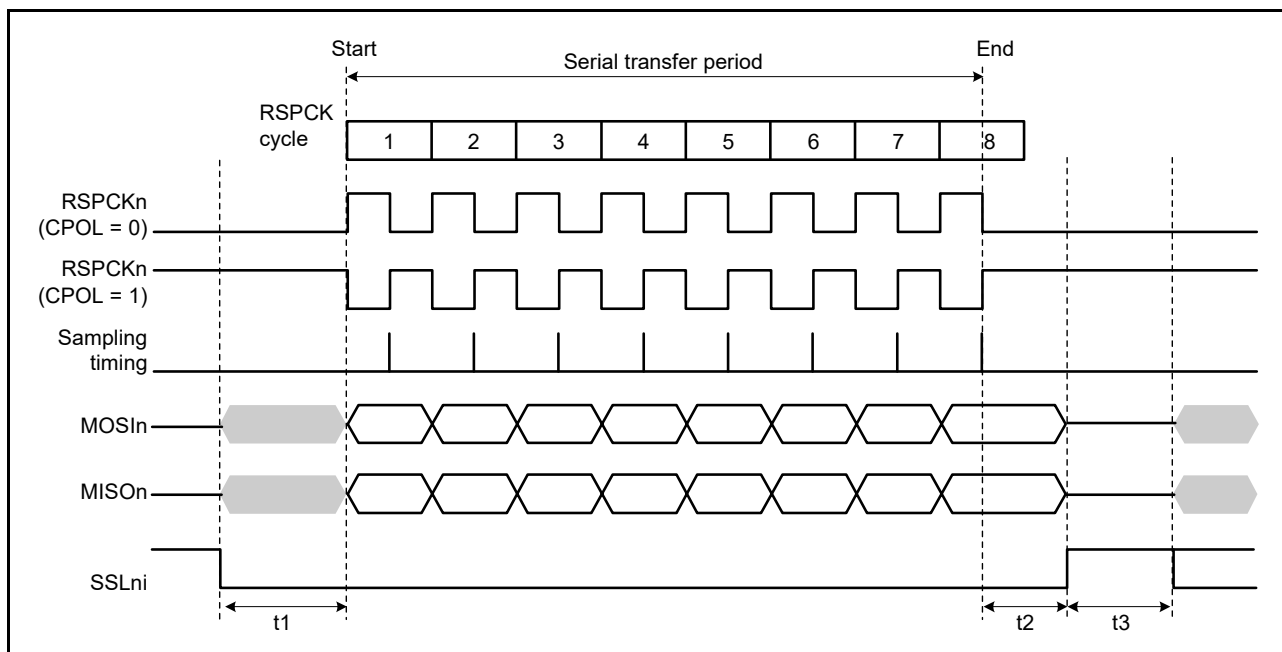 Start
End
Serial transfer period
RSPCK
cycle
1 2 3 4 5 6 7 8
RSPCKn
(CPOL = 0)
RSPCKn
(CPOL = 1)
Sampling
timing
MOSIn
MISOn
SSLni
t1
t2
t3